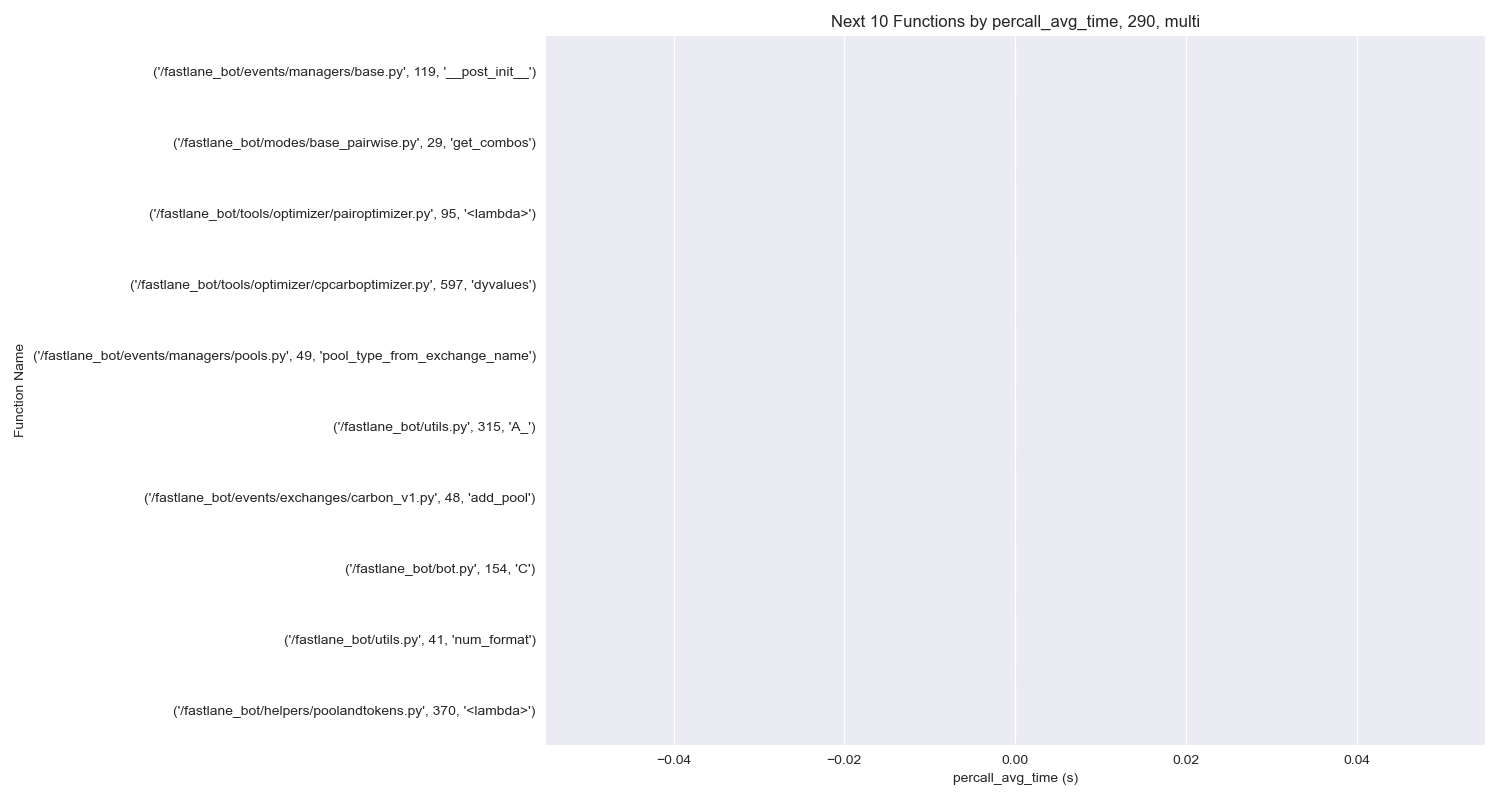 Next 10 Functions by percall_avg_time, 290, multi
('/fastlane_bot/events/managers/base.py', 119, '__post_init__')
('/fastlane_bot/modes/base_pairwise.py', 29, 'get_combos')
('/fastlane_bot/tools/optimizer/pairoptimizer.py', 95, '<lambda>')
('/fastlane_bot/tools/optimizer/cpcarboptimizer.py', 597, 'dyvalues')
('/fastlane_bot/events/managers/pools.py', 49, 'pool_type_from_exchange_name')
('/fastlane_bot/utils.py', 315, 'A_')
('/fastlane_bot/events/exchanges/carbon_v1.py', 48, 'add_pool')
('/fastlane_bot/bot.py', 154, 'C')
('/fastlane_bot/utils.py', 41, 'num_format')
('/fastlane_bot/helpers/poolandtokens.py', 370, '<lambda>')
Function Name
−0.04 −0.02 0.00 0.02 0.04
percall_avg_time (s)